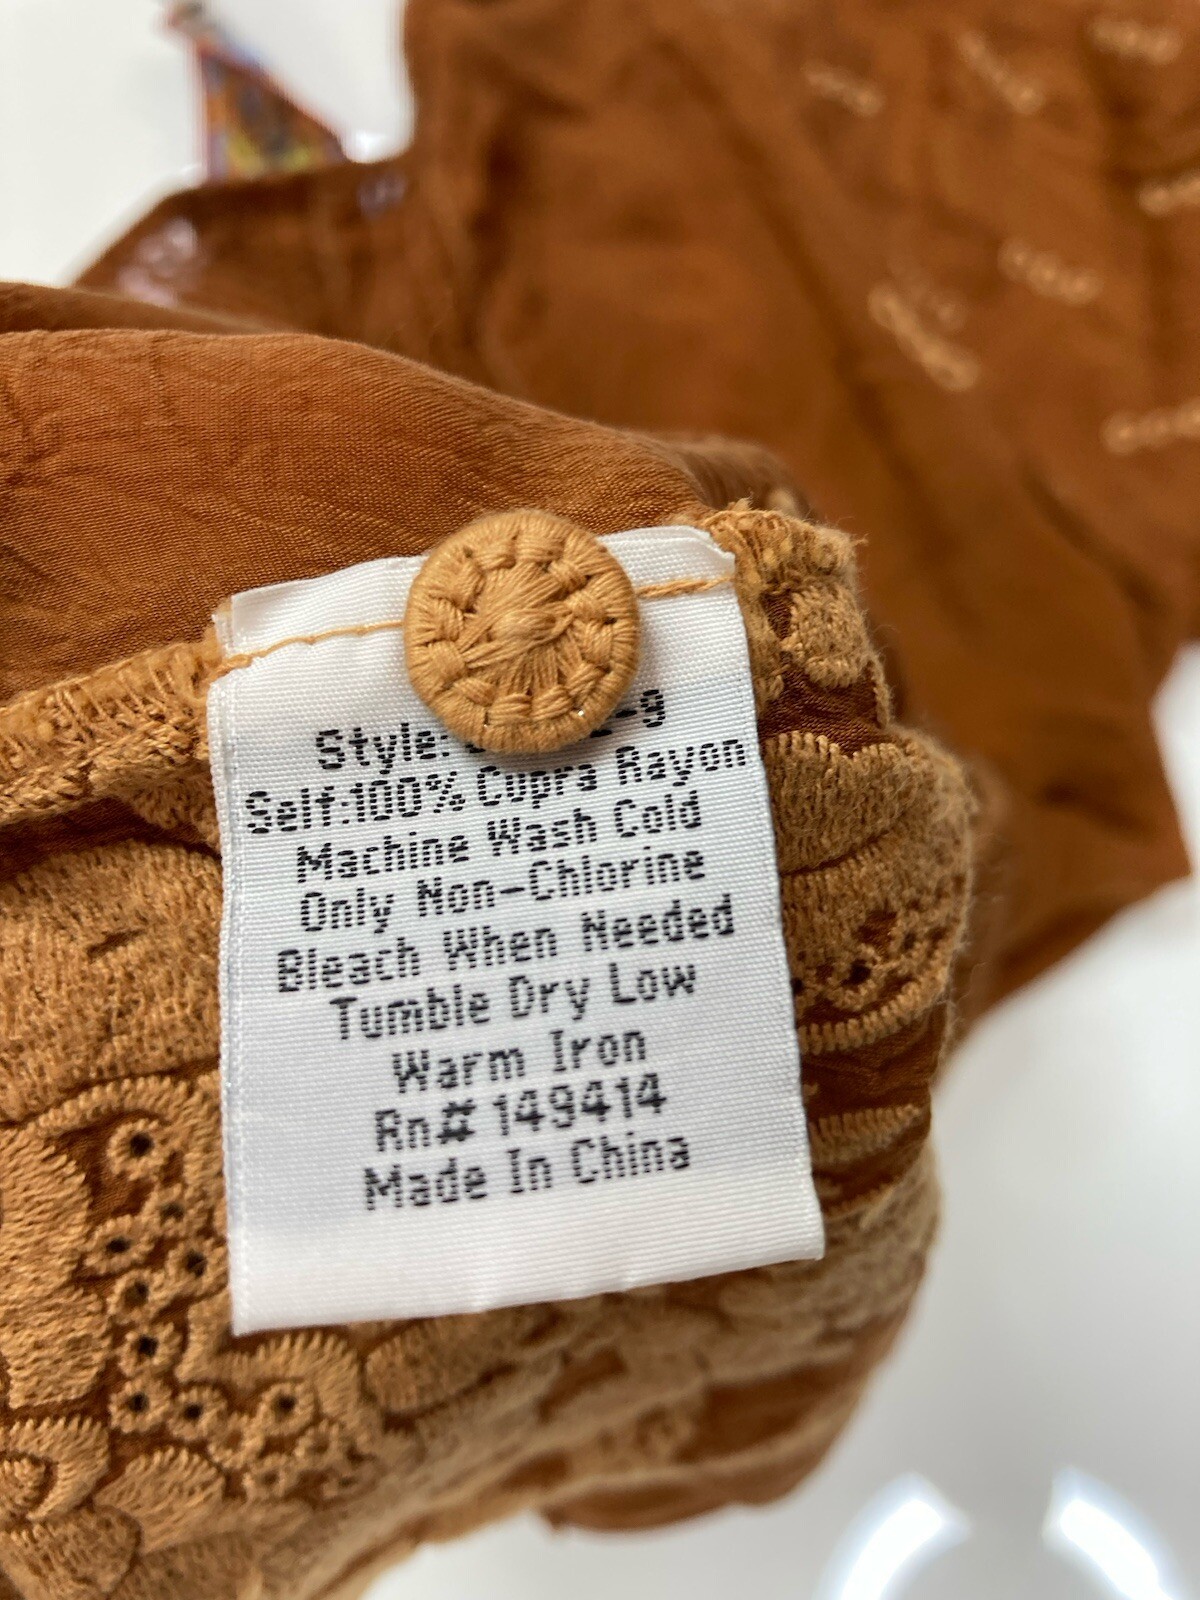 Style:
Self:100% Cupra Rayon
Machine Wash Cold
Only Non-Chlorine
Bleach When Needed
Tumble Dry Low
Warm Iron
Rn# 149414
Made In China